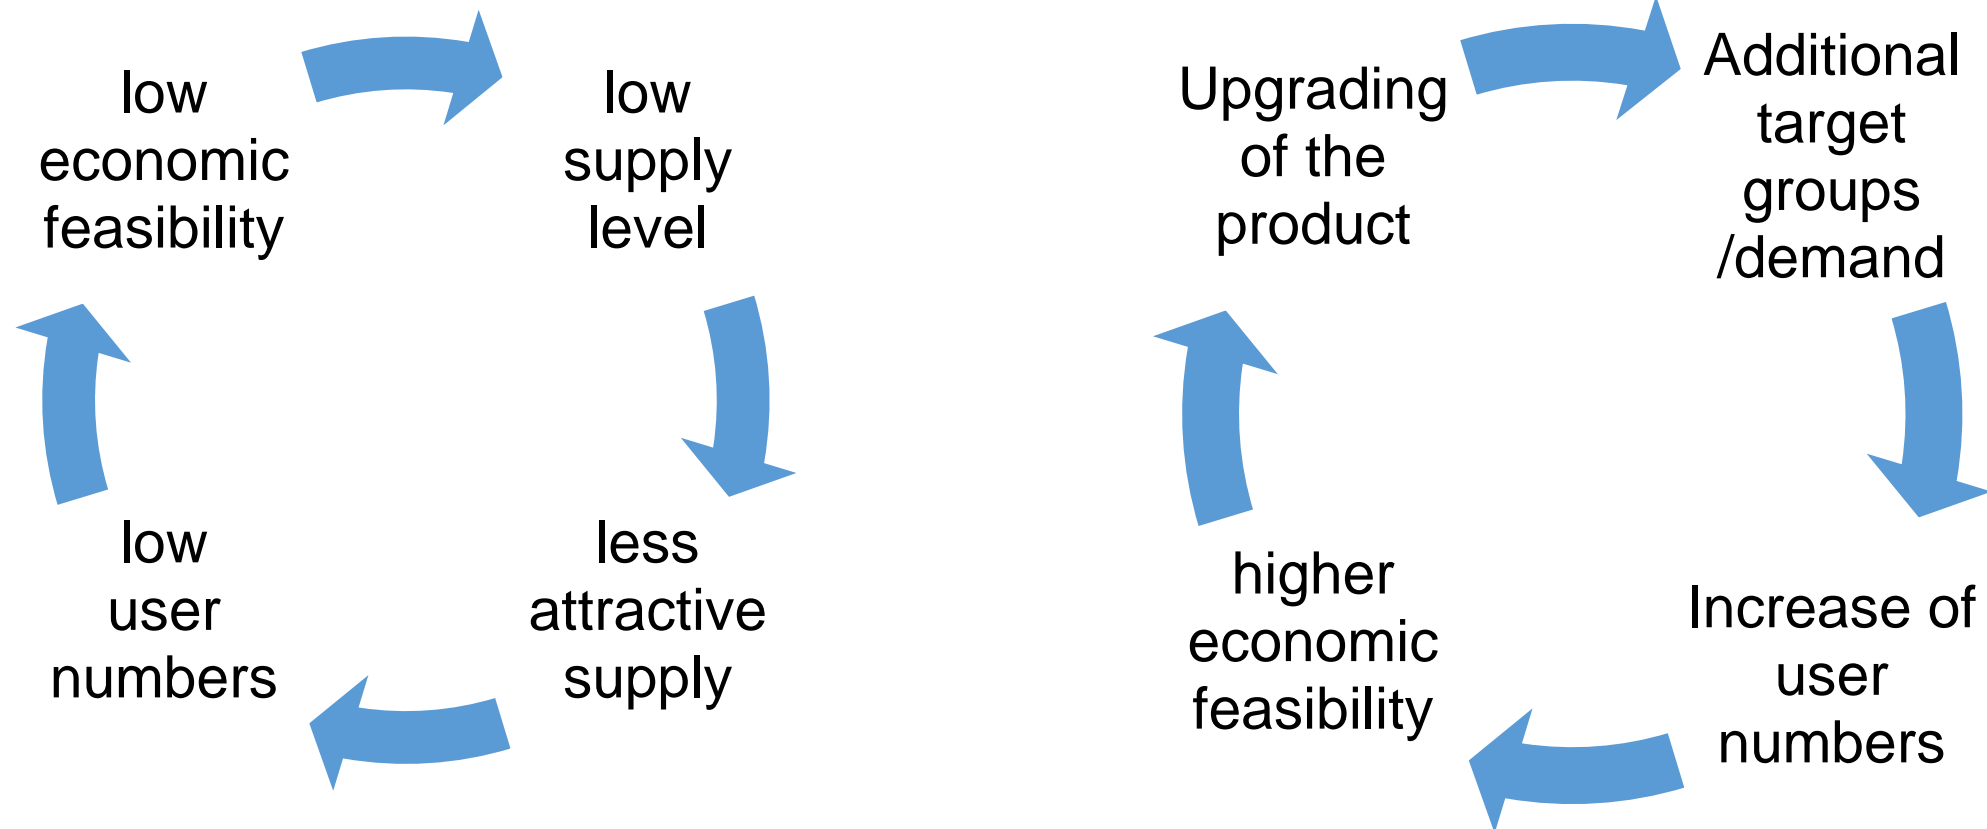 low
economic
feasibility
low
supply
level
less
attractive
supply
low
user
numbers
Upgrading
of the
product
Additional
target
groups
/demand
Increase of
user
numbers
higher
economic
feasibility